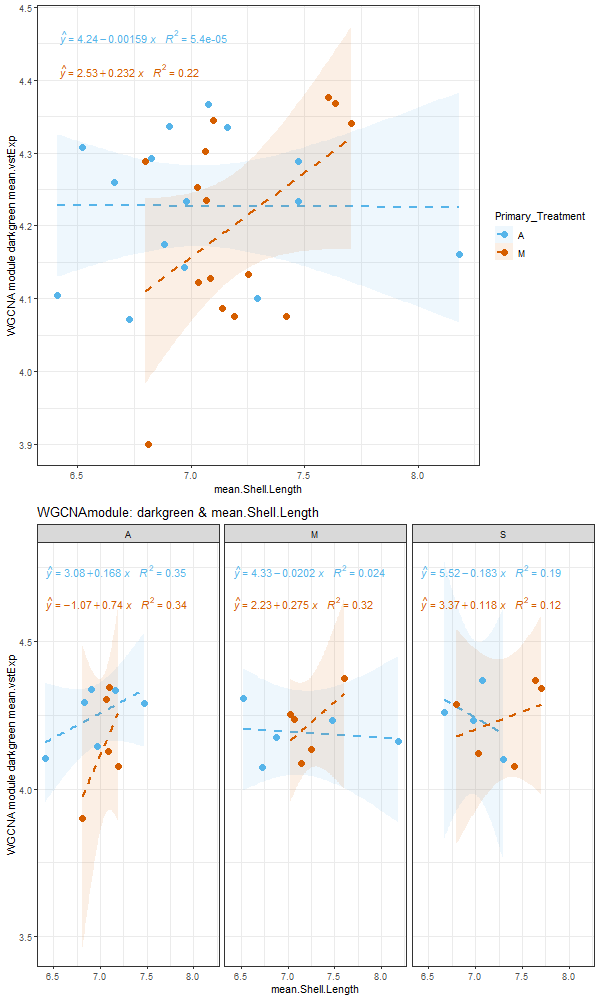 4.5
4.4
4.3
4.2
4.1
4.0
3.9
WGCNA module darkgreen mean.vstExp
ŷ = 4.24 − 0.00159 x R² = 5.4e-05
ŷ = 2.53 + 0.232 x R² = 0.22
6.5 7.0 7.5 8.0
mean.Shell.Length
Primary_Treatment
A
M
WGCNAmodule: darkgreen & mean.Shell.Length
A M S
ŷ = 3.08 + 0.168 x R² = 0.35
ŷ = −1.07 + 0.74 x R² = 0.34
ŷ = 4.33 − 0.0202 x R² = 0.024
ŷ = 2.23 + 0.275 x R² = 0.32
ŷ = 5.52 − 0.183 x R² = 0.19
ŷ = 3.37 + 0.118 x R² = 0.12
4.5
4.0
3.5
WGCNA module darkgreen mean.vstExp
6.5 7.0 7.5 8.0 6.5 7.0 7.5 8.0 6.5 7.0 7.5 8.0
mean.Shell.Length